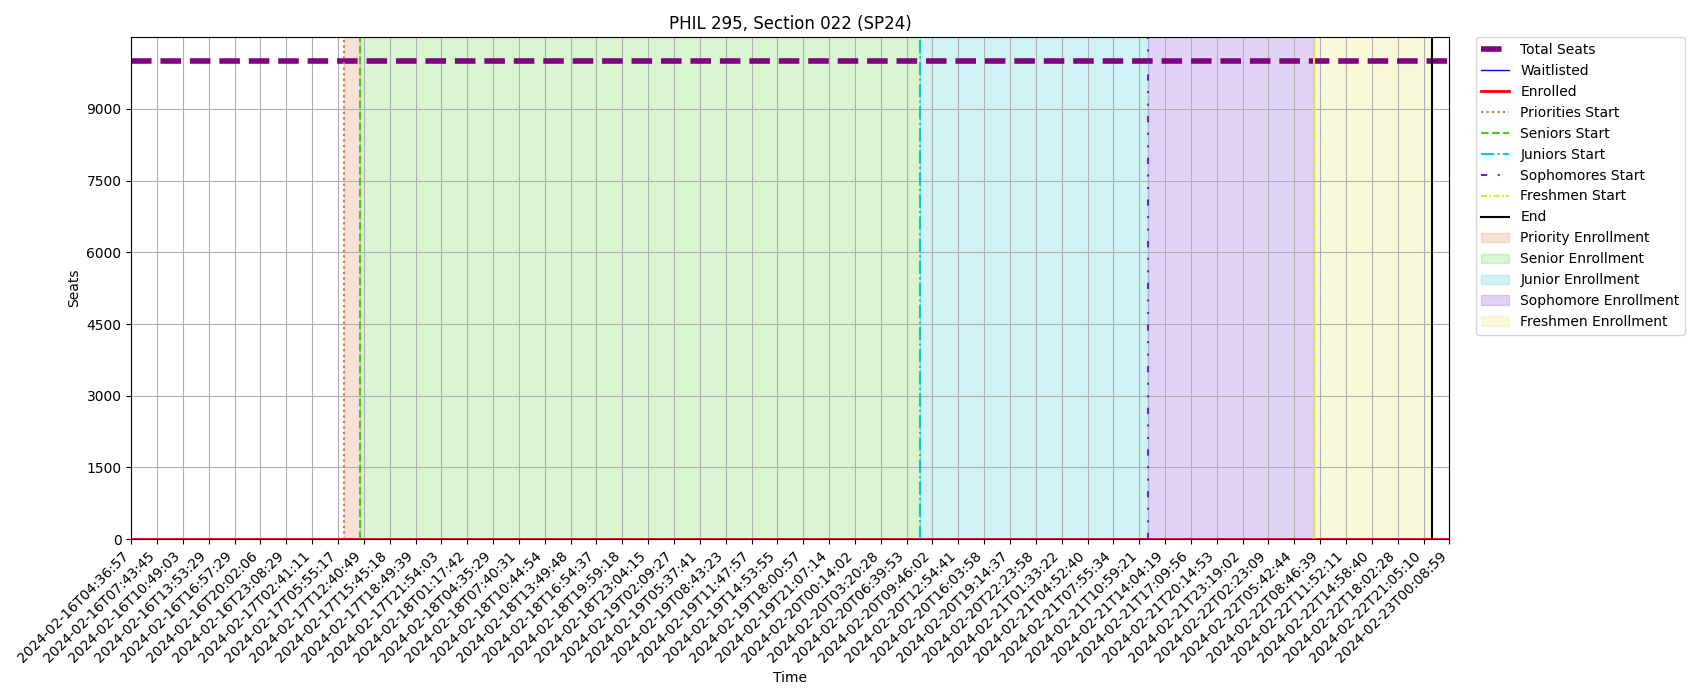 PHIL 295, Section 022 (SP24)
Total Seats
Waitlisted
Enrolled
Priorities Start
Seniors Start
Juniors Start
Sophomores Start
Freshmen Start
End
Priority Enrollment
Senior Enrollment
Junior Enrollment
Sophomore Enrollment
Freshmen Enrollment
Seats
9000
7500
6000
4500
3000
1500
0
2024-02-16T04:36:57
2024-02-16T07:43:45
2024-02-16T10:49:03
2024-02-16T13:53:29
2024-02-16T16:57:29
2024-02-16T20:02:06
2024-02-16T23:08:29
2024-02-17T02:41:11
2024-02-17T05:55:17
2024-02-17T12:40:49
2024-02-17T15:45:18
2024-02-17T18:49:39
2024-02-17T21:54:03
2024-02-18T01:17:42
2024-02-18T04:35:29
2024-02-18T07:40:31
2024-02-18T10:44:54
2024-02-18T13:49:48
2024-02-18T16:54:37
2024-02-18T19:59:18
2024-02-18T23:04:15
2024-02-19T02:09:27
2024-02-19T05:37:41
2024-02-19T08:43:23
2024-02-19T11:47:57
2024-02-19T14:53:55
2024-02-19T18:00:57
2024-02-19T21:07:14
2024-02-20T00:14:02
2024-02-20T03:20:28
2024-02-20T06:39:53
2024-02-20T09:46:02
2024-02-20T12:54:41
2024-02-20T16:03:58
2024-02-20T19:14:37
2024-02-20T22:23:58
2024-02-21T01:33:22
2024-02-21T04:52:40
2024-02-21T07:55:34
2024-02-21T10:59:21
2024-02-21T14:04:19
2024-02-21T17:09:56
2024-02-21T20:14:53
2024-02-21T23:19:02
2024-02-22T02:23:09
2024-02-22T05:42:44
2024-02-22T08:46:39
2024-02-22T11:52:11
2024-02-22T14:58:40
2024-02-22T18:02:28
2024-02-22T21:05:10
2024-02-23T00:08:59
Time